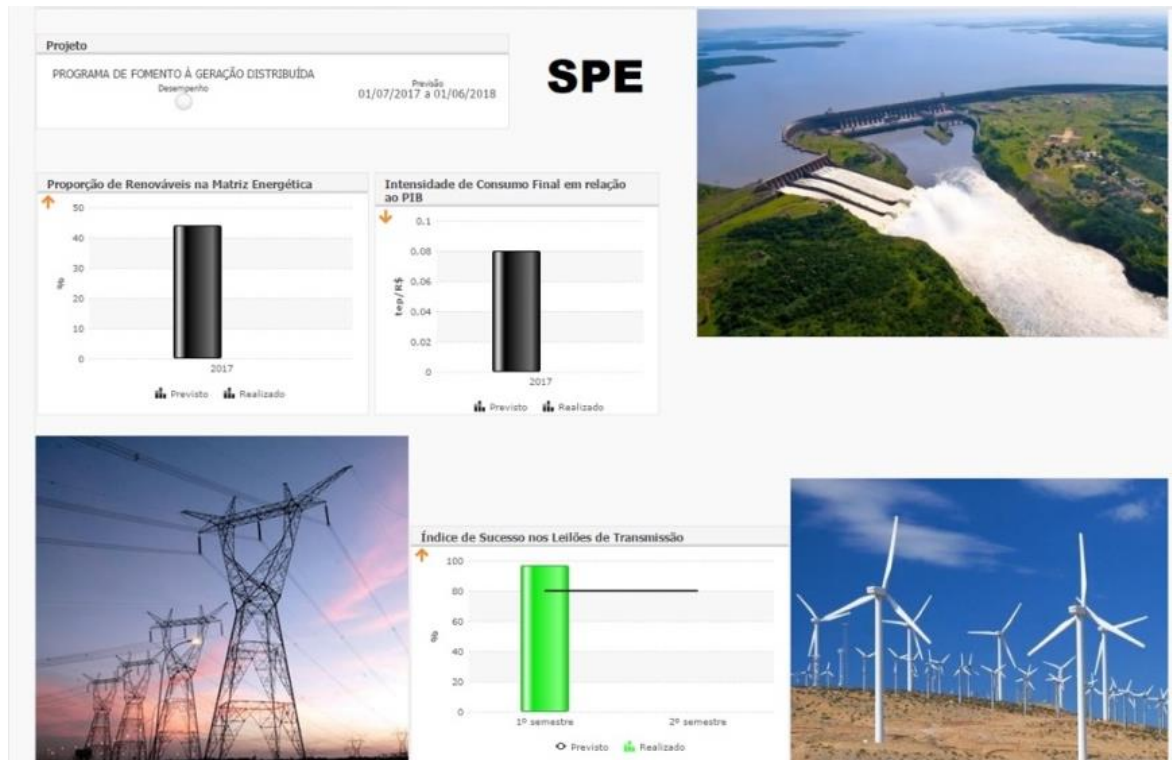 Projeto
PROGRAMA DE FOMENTO À GERAÇÃO DISTRIBUÍDA
Desempenho
Previsão
01/07/2017 a 01/06/2018
SPE
Proporção de Renováveis na Matriz Energética
50
40
30
20
10
0
%
2017
Previsto Realizado
Intensidade de Consumo Final em relação
ao PIB
0.1
0.08
0.06
0.04
0.02
0
tep/R$
2017
Previsto Realizado
Índice de Sucesso nos Leilões de Transmissão
100
80
60
40
20
0
%
1º semestre 2º semestre
Previsto Realizado